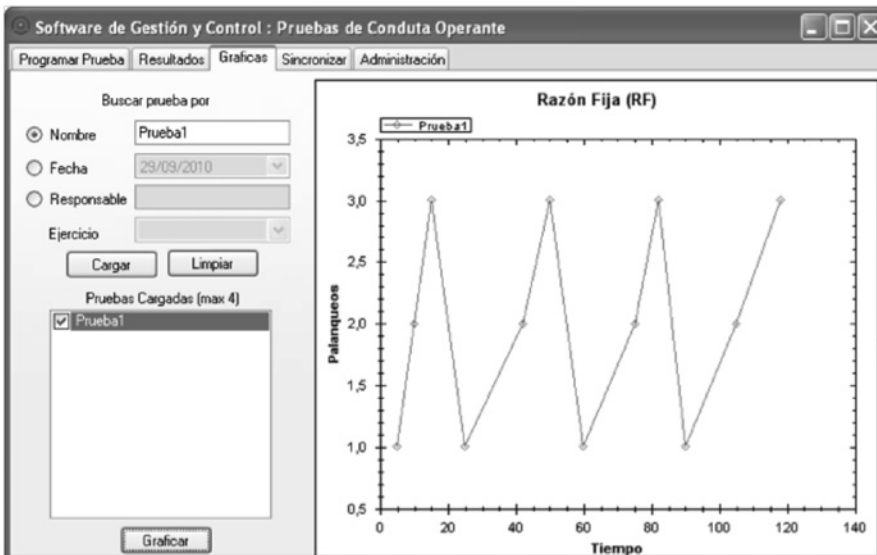 Software de Gestión y Control : Pruebas de Conduta Operante
Programar Prueba Resultados Graficas Sincronizar Administración
Buscar prueba por
Nombre Prueba1
Fecha 29/09/2010
Responsable
Ejercicio
Cargar Limpiar
Pruebas Cargadas (max 4)
Prueba1
Graficar
Razón Fija (RF)
Prueba1
Palanqueos
3,5
3,0
2,5
2,0
1,5
1,0
0,5
0 20 40 60 80 100 120 140
Tiempo